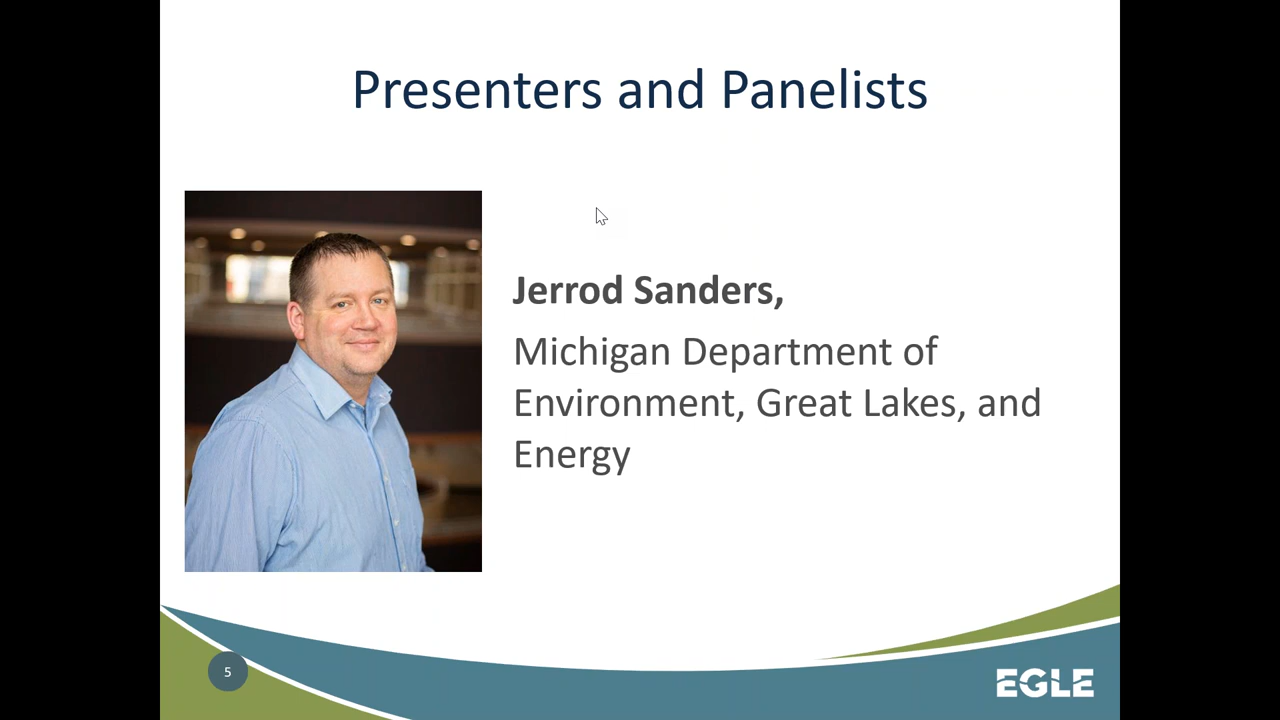 Presenters and Panelists
Jerrod Sanders,
Michigan Department of
Environment, Great Lakes, and
Energy
5
EGLE